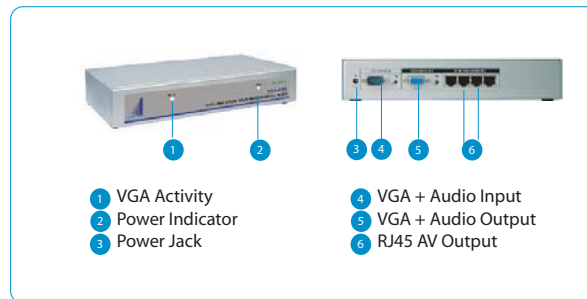 1 2 3 4 5 6
1 VGA Activity
2 Power Indicator
3 Power Jack
4 VGA + Audio Input
5 VGA + Audio Output
6 RJ45 AV Output